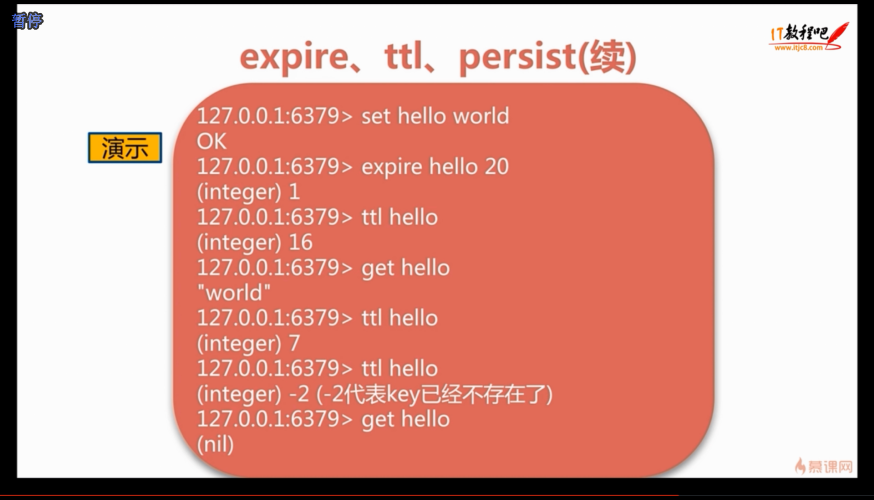 暂停
IT教程吧
www.itjc8.com
expire、ttl、persist(续)
演示
127.0.0.1:6379> set hello world
OK
127.0.0.1:6379> expire hello 20
(integer) 1
127.0.0.1:6379> ttl hello
(integer) 16
127.0.0.1:6379> get hello
"world"
127.0.0.1:6379> ttl hello
(integer) 7
127.0.0.1:6379> ttl hello
(integer) -2 (-2代表key已经不存在了)
127.0.0.1:6379> get hello
(nil)
慕课网